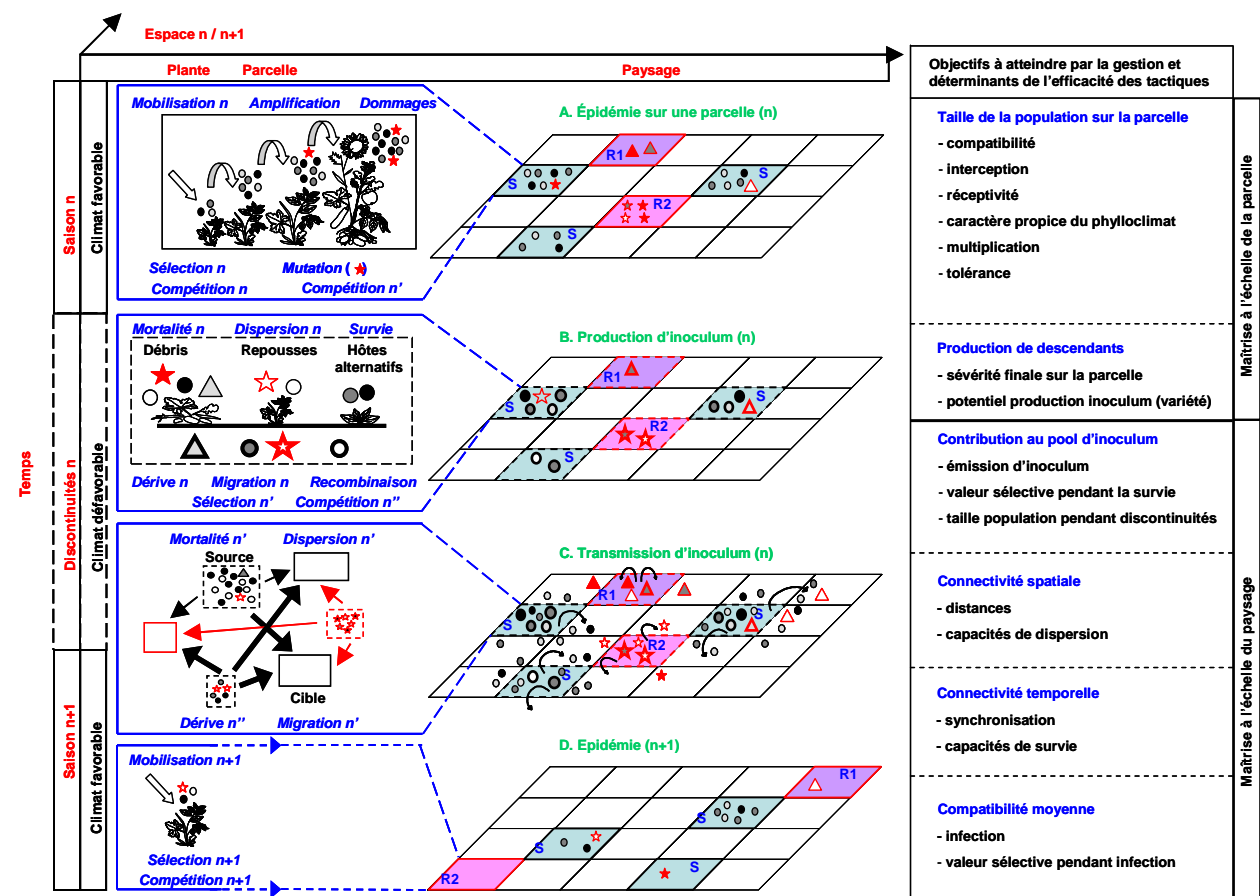 Espace n / n+1
Plante
Parcelle
Paysage
Temps
Saison n
Climat favorable
Mobilisation n
Amplification
Dommages
Sélection n
Mutation ( )
Compétition n
Compétition n’
A. Épidémie sur une parcelle (n)
R1
S
S
R2
S
Discontinuités n
Climat défavorable
Mortalité n
Dispersion n
Survie
Débris
Repousses
Hôtes
alternatifs
Dérive n
Migration n
Recombinaison
Sélection n’
Compétition n’’
B. Production d’inoculum (n)
R1
S
S
R2
S
Mortalité n’
Dispersion n’
Source
Cible
Dérive n’’
Migration n’
C. Transmission d’inoculum (n)
R1
S
S
R2
S
Saison n+1
Climat favorable
Mobilisation n+1
Sélection n+1
Compétition n+1
D. Epidémie (n+1)
R1
S
S
R2
S
Objectifs à atteindre par la gestion et
déterminants de l’efficacité des tactiques
Taille de la population sur la parcelle
- compatibilité
- interception
- réceptivité
- caractère propice du phylloclimat
- multiplication
- tolérance
Production de descendants
- sévérité finale sur la parcelle
- potentiel production inoculum (variété)
Contribution au pool d’inoculum
- émission d’inoculum
- valeur sélective pendant la survie
- taille population pendant discontinuités
Connectivité spatiale
- distances
- capacités de dispersion
Connectivité temporelle
- synchronisation
- capacités de survie
Compatibilité moyenne
- infection
- valeur sélective pendant infection
Maîtrise à l’échelle de la parcelle
Maîtrise à l’échelle du paysage